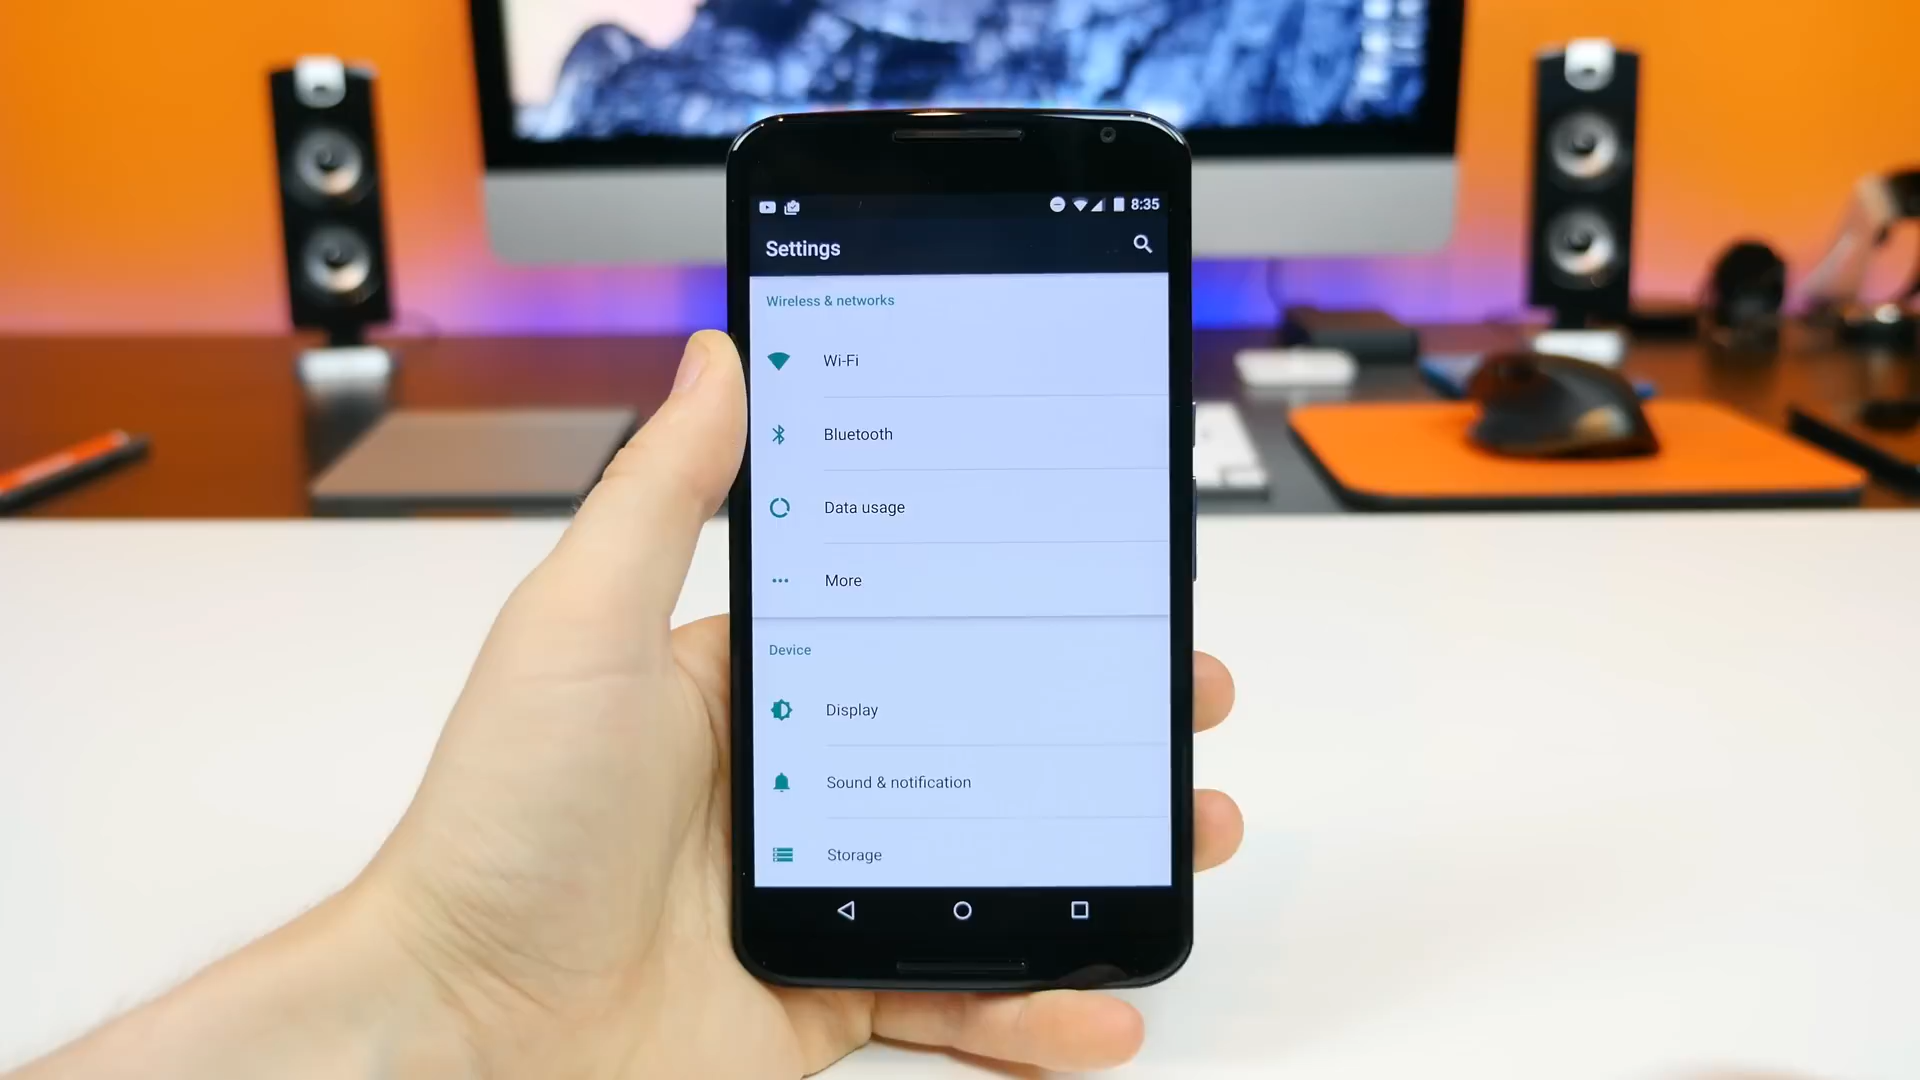 8:35
Settings
Wireless & networks
Wi-Fi
Bluetooth
Data usage
More
Device
Display
Sound & notification
Storage